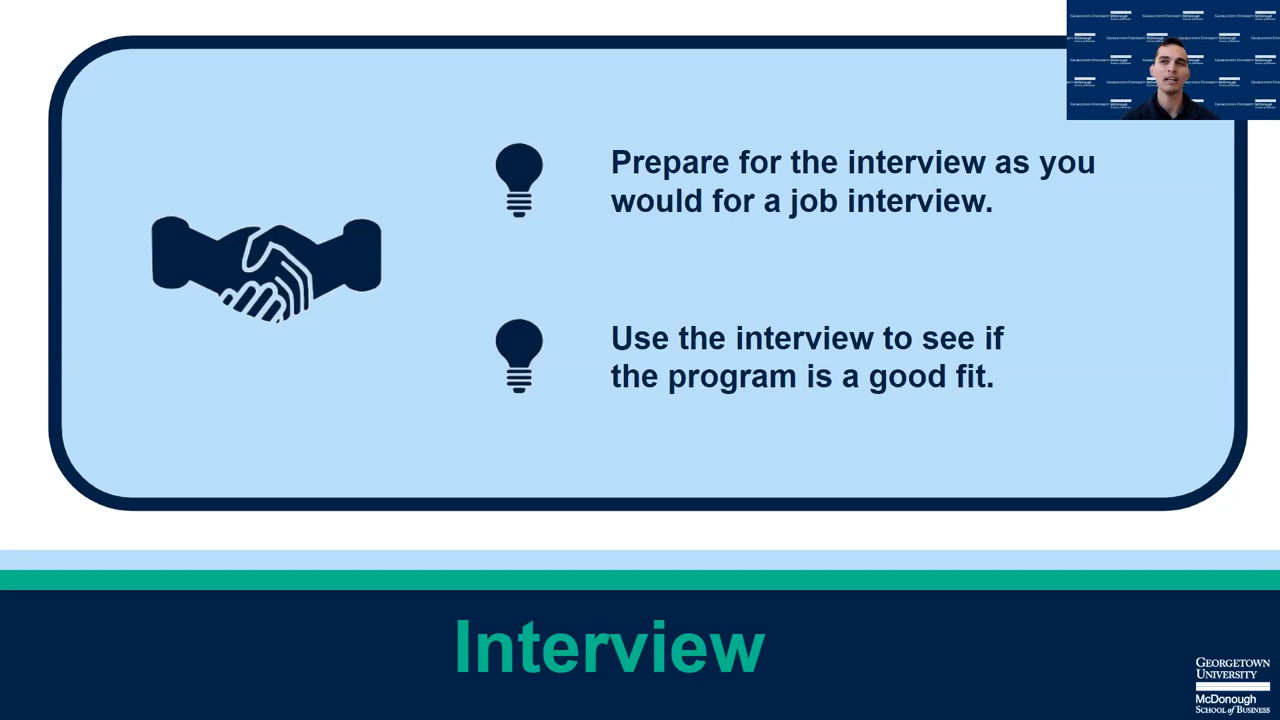 Prepare for the interview as you
would for a job interview.
Use the interview to see if
the program is a good fit.
Interview
GEORGETOWN
UNIVERSITY
McDonough
SCHOOL of BUSINESS